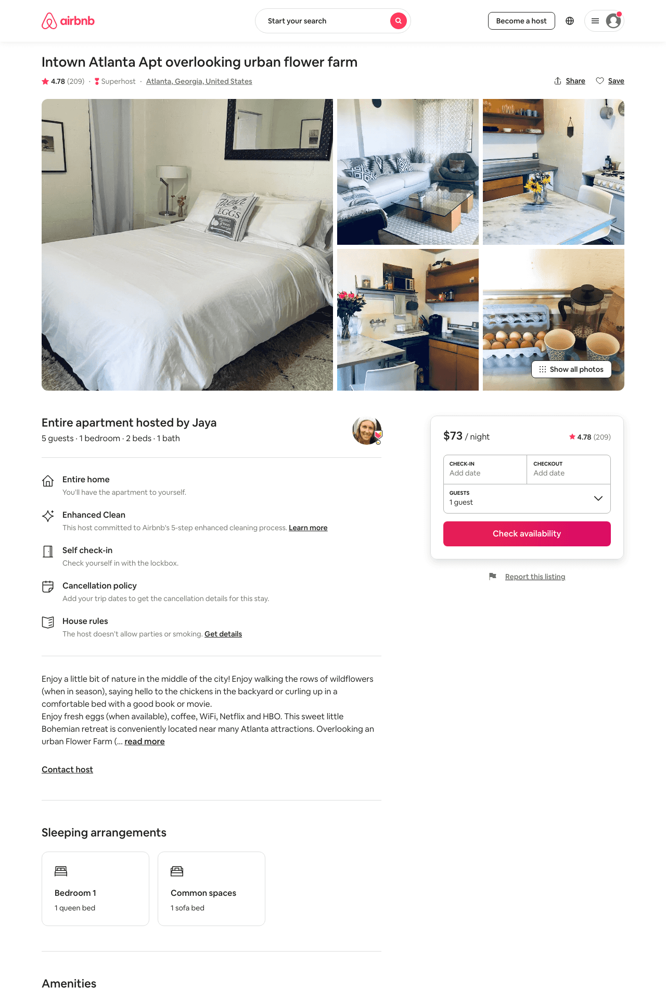 airbnb
Start your search
Become a host
Intown Atlanta Apt overlooking urban flower farm
4.78 (209) · Superhost · Atlanta, Georgia, United States
Share
Save
Fresh
EGGS
organic
free
range
Show all photos
Entire apartment hosted by Jaya
5 guests · 1 bedroom · 2 beds · 1 bath
Entire home
You'll have the apartment to yourself.
Enhanced Clean
This host committed to Airbnb's 5-step enhanced cleaning process. Learn more
Self check-in
Check yourself in with the lockbox.
Cancellation policy
Add your trip dates to get the cancellation details for this stay.
House rules
The host doesn't allow parties or smoking. Get details
$73 / night
4.78 (209)
CHECK-IN
Add date
CHECKOUT
Add date
GUESTS
1 guest
Check availability
Report this listing
Enjoy a little bit of nature in the middle of the city! Enjoy walking the rows of wildflowers
(when in season), saying hello to the chickens in the backyard or curling up in a
comfortable bed with a good book or movie.
Enjoy fresh eggs (when available), coffee, WiFi, Netflix and HBO. This sweet little
Bohemian retreat is conveniently located near many Atlanta attractions. Overlooking an
urban Flower Farm (... read more
Contact host
Sleeping arrangements
Bedroom 1
1 queen bed
Common spaces
1 sofa bed
Amenities